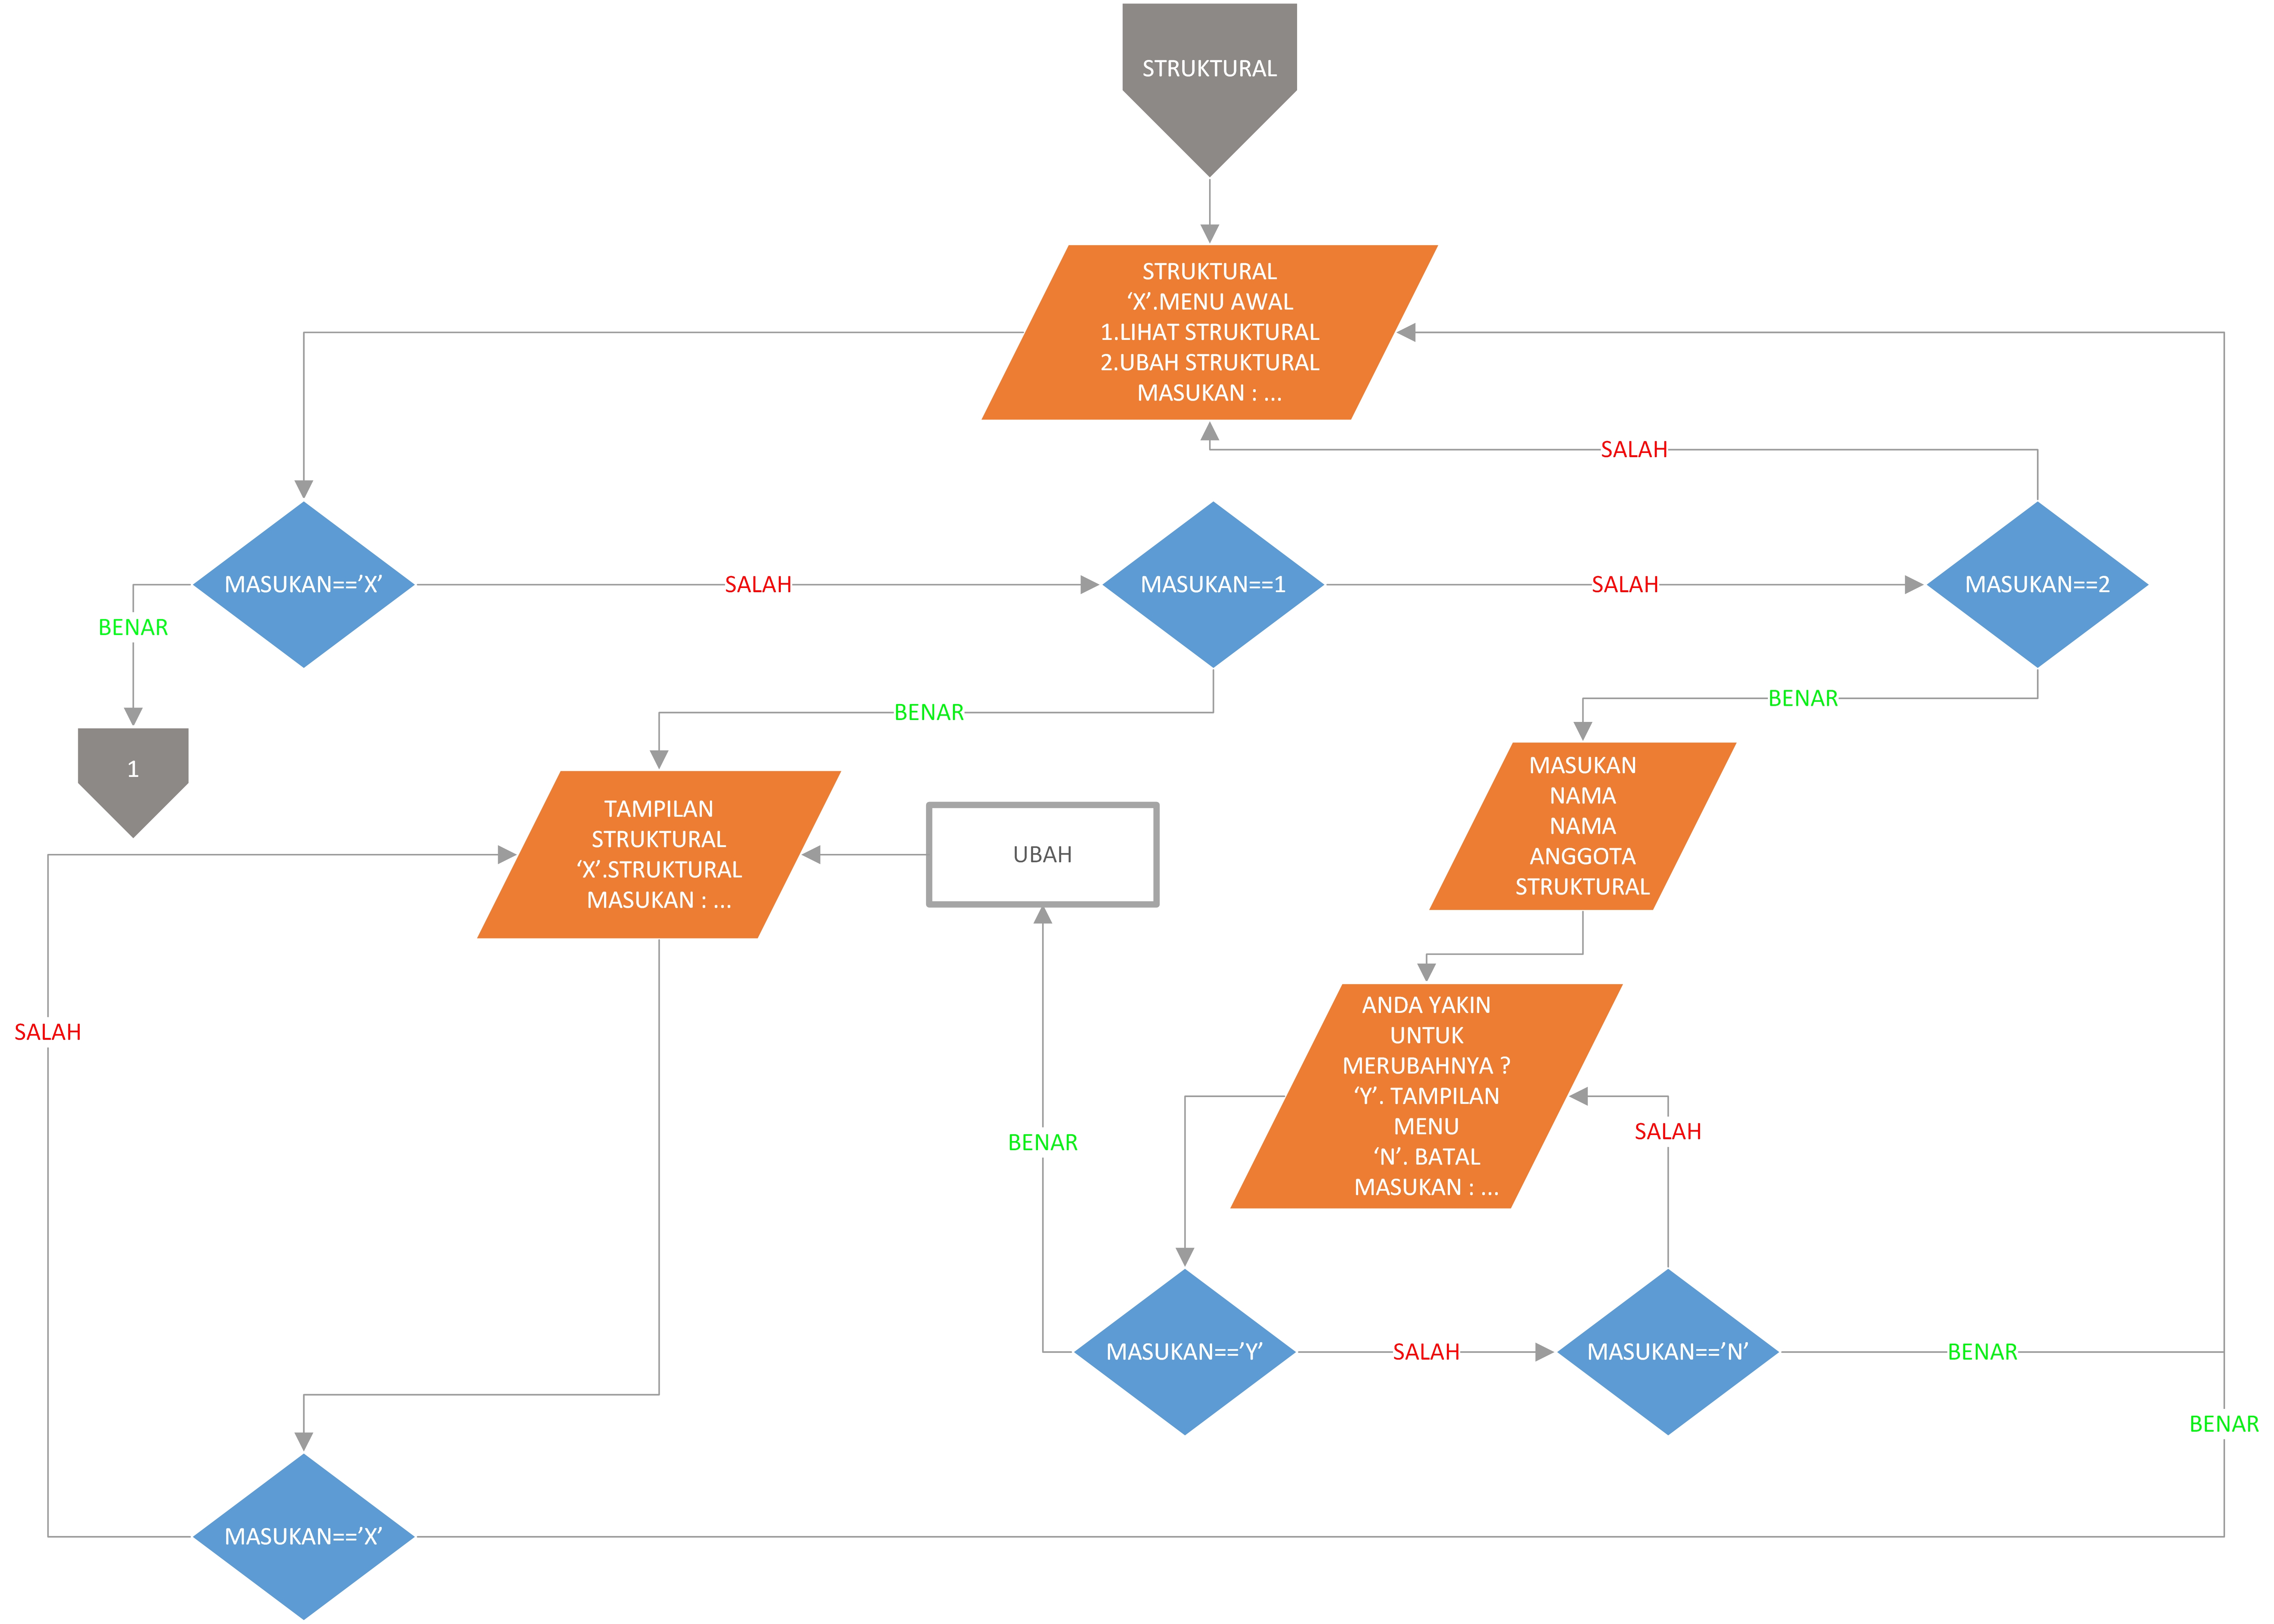 STRUKTURAL
STRUKTURAL
‘X’.MENU AWAL
1.LIHAT STRUKTURAL
2.UBAH STRUKTURAL
MASUKAN : ...
SALAH
MASUKAN==’X’
SALAH
MASUKAN==1
SALAH
MASUKAN==2
BENAR
BENAR
BENAR
1
TAMPILAN
STRUKTURAL
‘X’.STRUKTURAL
MASUKAN : ...
UBAH
MASUKAN
NAMA
NAMA
ANGGOTA
STRUKTURAL
SALAH
ANDA YAKIN
UNTUK
MERUBAHNYA ?
‘Y’. TAMPILAN
MENU
‘N’. BATAL
MASUKAN : ...
BENAR
SALAH
MASUKAN==’Y’
SALAH
MASUKAN==’N’
BENAR
BENAR
MASUKAN==’X’